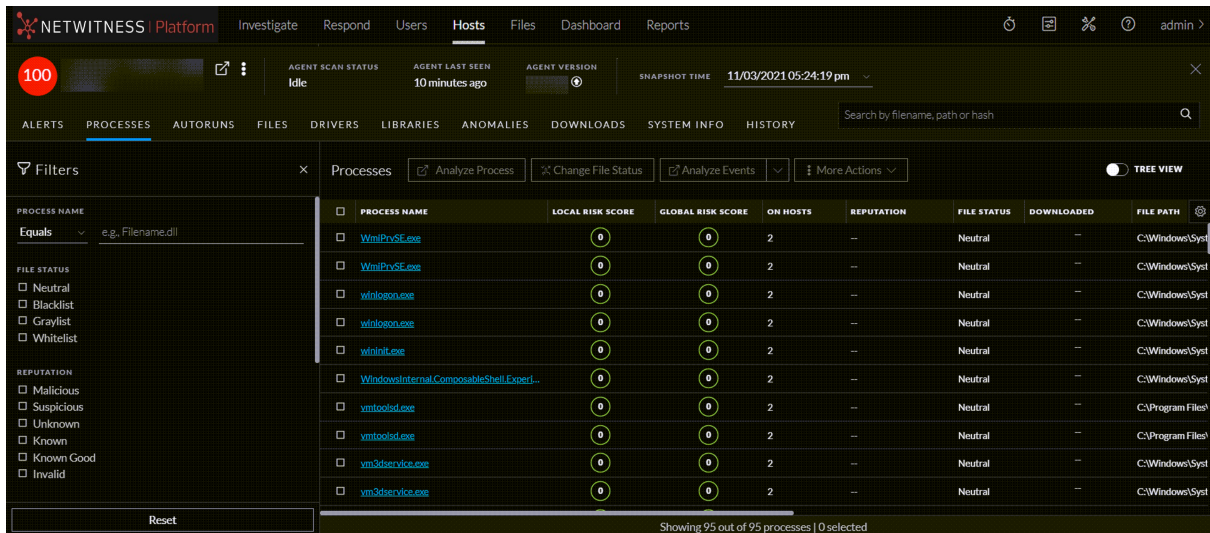 NETWITNESS | Platform Investigate Respond Users Hosts Files Dashboard Reports admin >
100 AGENT SCAN STATUS AGENT LAST SEEN AGENT VERSION
Idle 10 minutes ago SNAPSHOT TIME 11/03/2021 05:24:19 pm
ALERTS PROCESSES AUTORUNS FILES DRIVERS LIBRARIES ANOMALIES DOWNLOADS SYSTEM INFO HISTORY Search by filename, path or hash
Filters
PROCESS NAME
Equals e.g., Filename.dll
FILE STATUS
Neutral
Blacklist
Graylist
Whitelist
REPUTATION
Malicious
Suspicious
Unknown
Known
Known Good
Invalid
Reset
Processes Analyze Process Change File Status Analyze Events More Actions TREE VIEW
PROCESS NAME LOCAL RISK SCORE GLOBAL RISK SCORE ON HOSTS REPUTATION FILE STATUS DOWNLOADED FILE PATH
WmiPrvSE.exe 0 0 2 -- Neutral -- C:\Windows\Syst
WmiPrvSE.exe 0 0 2 -- Neutral -- C:\Windows\Syst
winlogon.exe 0 0 2 -- Neutral -- C:\Windows\Syst
winlogon.exe 0 0 2 -- Neutral -- C:\Windows\Syst
wininit.exe 0 0 2 -- Neutral -- C:\Windows\Syst
WindowsInternal.ComposableShell.Experi... 0 0 2 -- Neutral -- C:\Windows\Syst
vmtoolsd.exe 0 0 2 -- Neutral -- C:\Program Files\
vmtoolsd.exe 0 0 2 -- Neutral -- C:\Program Files\
vm3dservice.exe 0 0 2 -- Neutral -- C:\Windows\Syst
vm3dservice.exe 0 0 2 -- Neutral -- C:\Windows\Syst
Showing 95 out of 95 processes | 0 selected